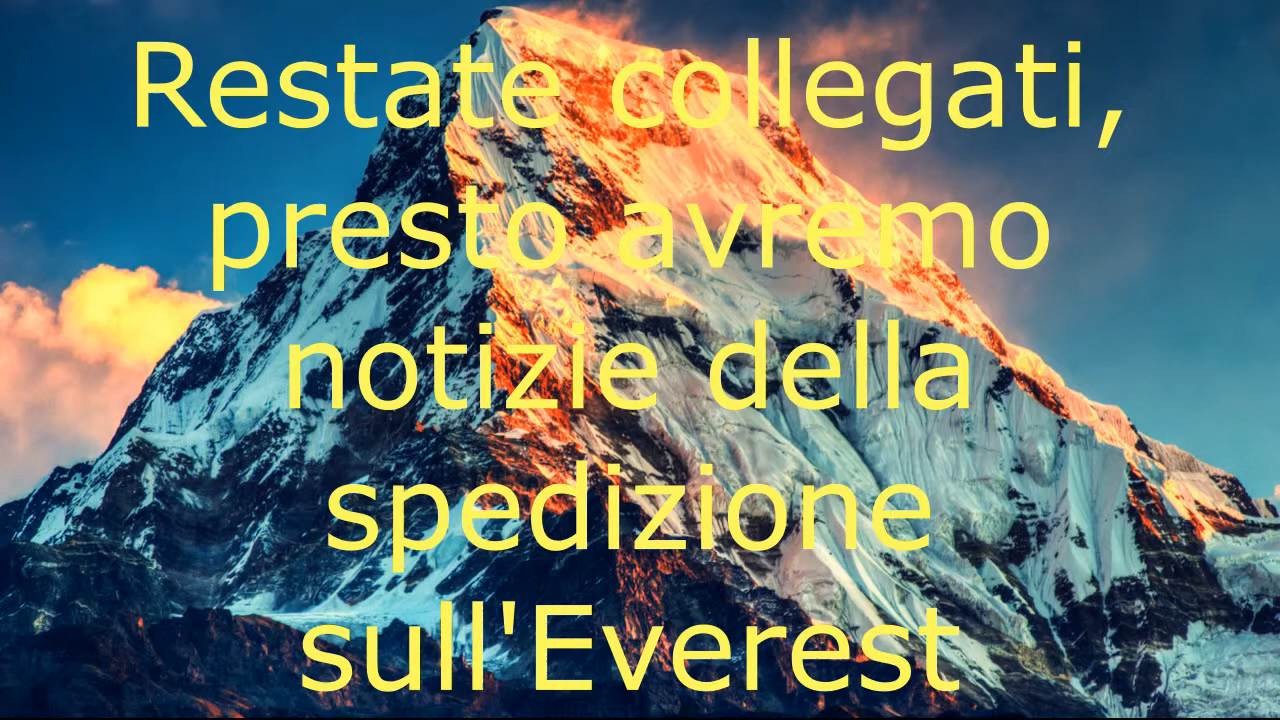 Restate collegati,
presto avremo
notizie della
spedizione
sull'Everest